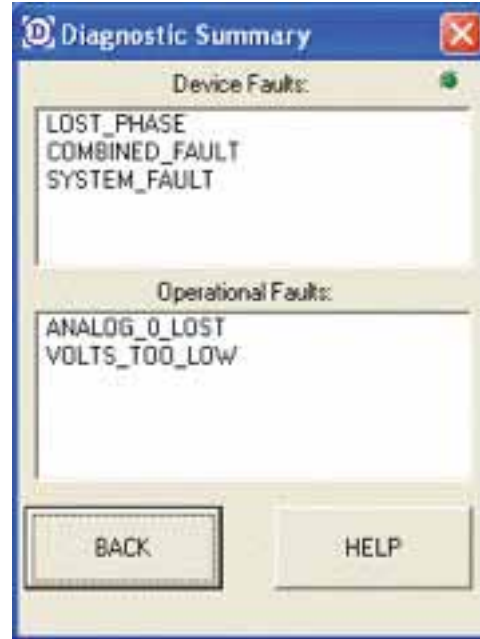 D Diagnostic Summary
Device Faults:
LOST_PHASE
COMBINED_FAULT
SYSTEM_FAULT
Operational Faults:
ANALOG_0_LOST
VOLTS_TOO_LOW
BACK
HELP